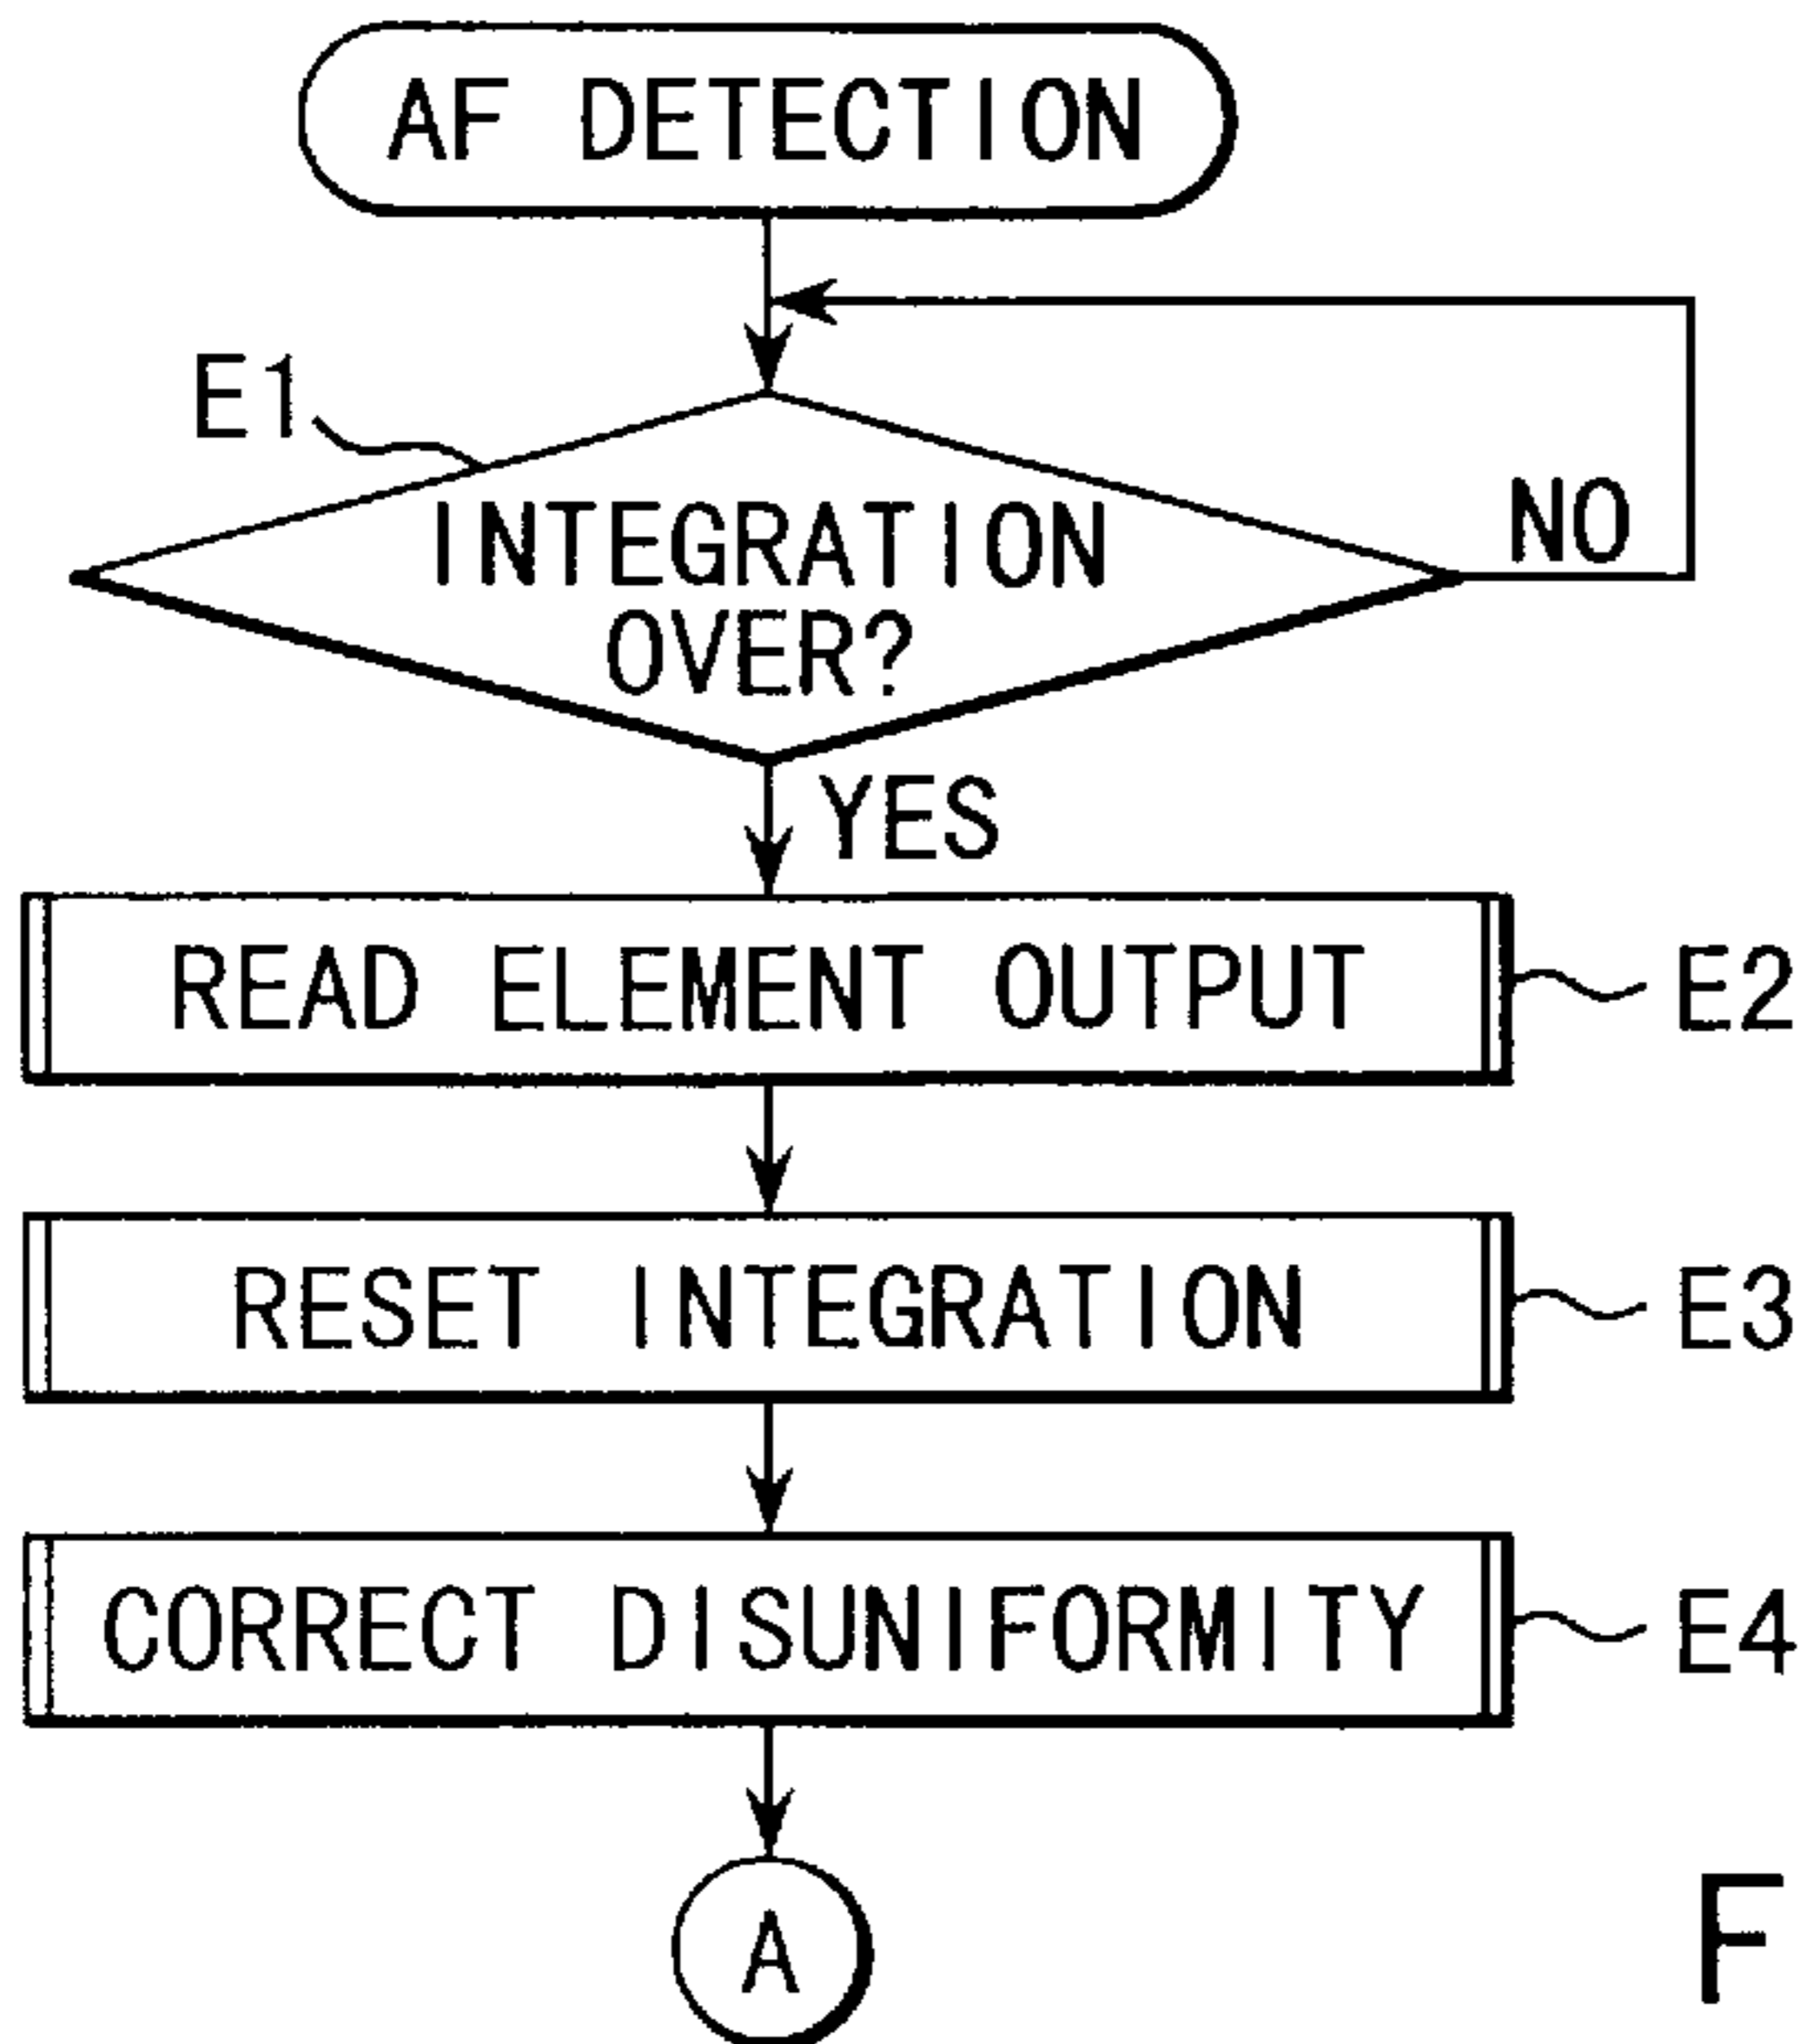 AF DETECTION
E1
INTEGRATION
OVER?
NO
YES
READ ELEMENT OUTPUT
E2
RESET INTEGRATION
E3
CORRECT DISUNIFORMITY
E4
A
F